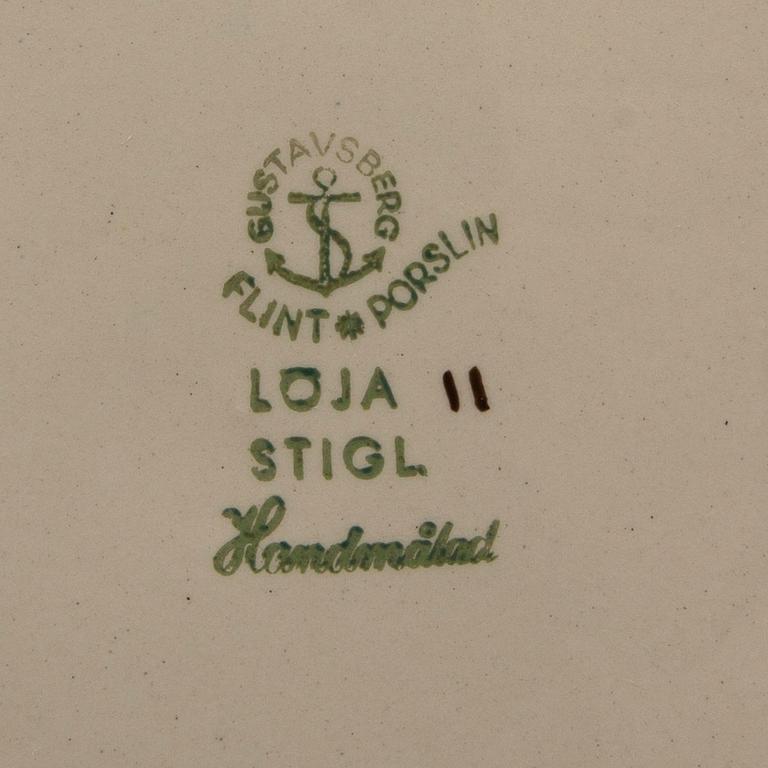 GUSTAVSBERG
FLINT * PORSLIN
LÖJA II
STIGL
Handmålad